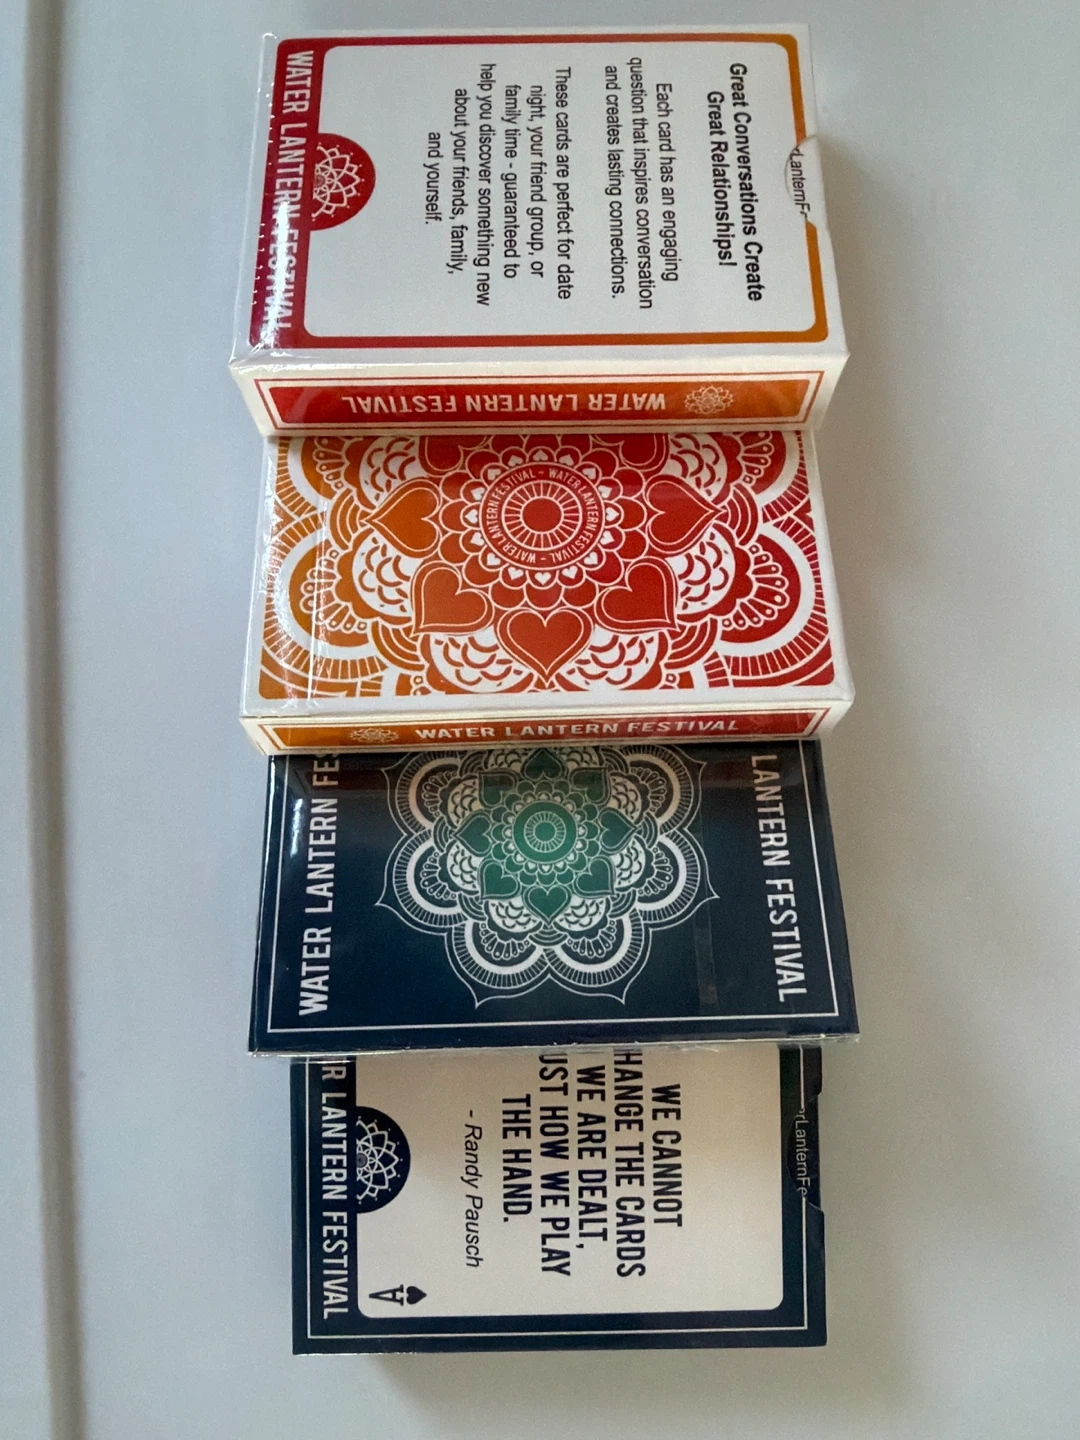 Great Conversations Create
Great Relationships!
Each card has an engaging
question that inspires conversation
and creates lasting connections.
These cards are perfect for date
night, your friend group, or
family time - guaranteed to
help you discover something new
about your friends, family,
and yourself.
WATER LANTERN FESTIVAL
WATER LANTERN FESTIVAL
WATER LANTERN FESTIVAL - WATER LANTERN FESTIVAL -
WATER LANTERN FESTIVAL
LANTERN FESTIVAL
WATER LANTERN FES
WE CANNOT
HANGE THE CARDS
WE ARE DEALT,
UST HOW WE PLAY
THE HAND.
- Randy Pausch
A
LANTERN FESTIVAL